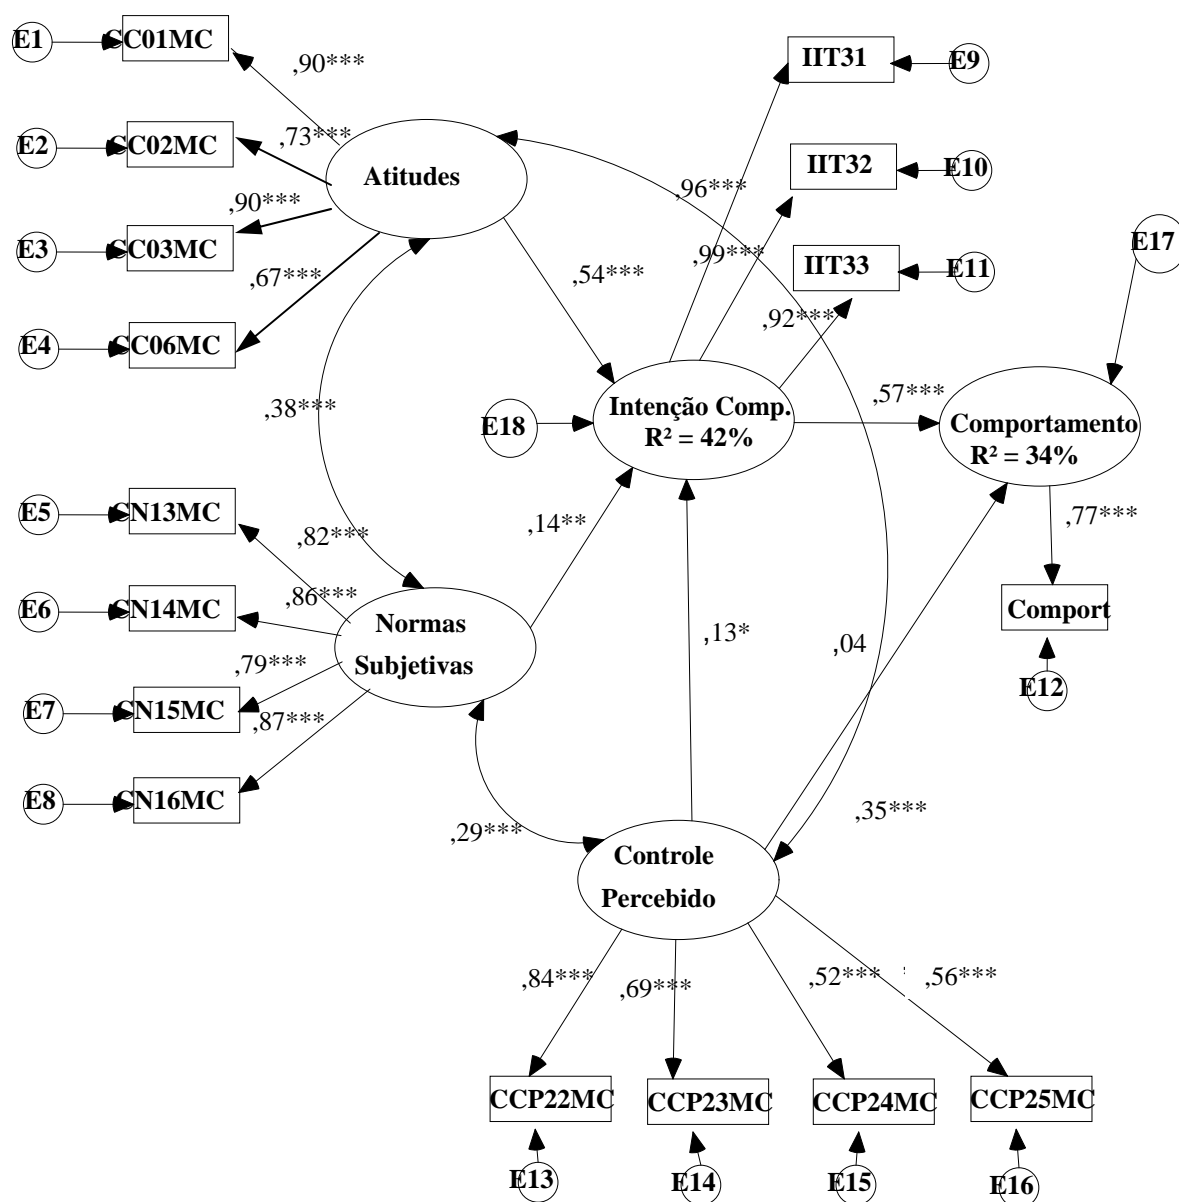 E1
CC01MC
,90***
IIT31
E9
E2
CC02MC
,73***
Atitudes
IIT32
E10
,96***
,90***
E3
CC03MC
,99***
E17
,67***
,54***
IIT33
E11
,92***
E4
CC06MC
,38***
E18
Intenção Comp.
R² = 42%
,57***
Comportamento
R² = 34%
E5
CN13MC
,82***
,14**
,77***
E6
CN14MC
,86***
Normas
Subjetivas
,13*
,04
Comport
,79***
E7
CN15MC
,87***
E12
E8
CN16MC
,29***
,35***
Controle
Percebido
,84***
,69***
,52***
,56***
CCP22MC
CCP23MC
CCP24MC
CCP25MC
E13
E14
E15
E16